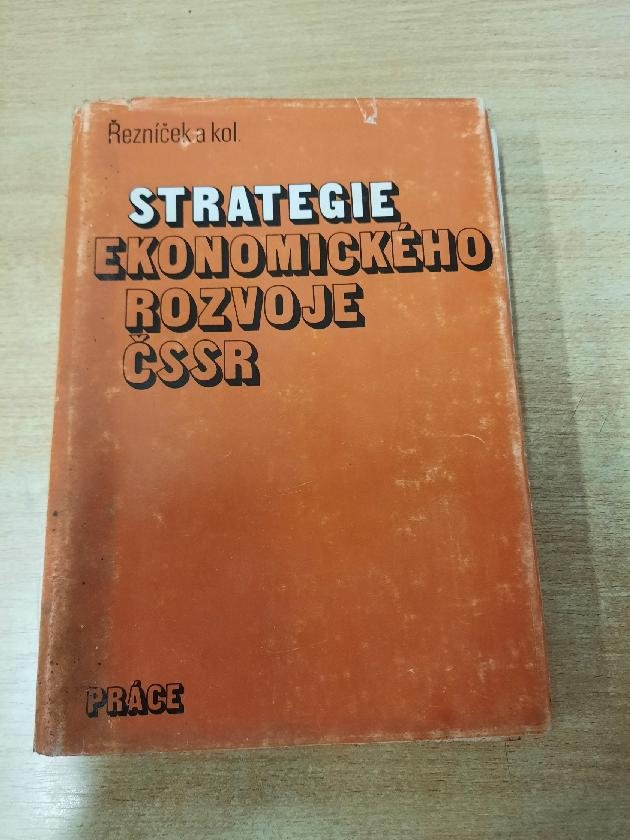 Řezníček a kol.
STRATEGIE
EKONOMICKÉHO
ROZVOJE
ČSSR
PRÁCE